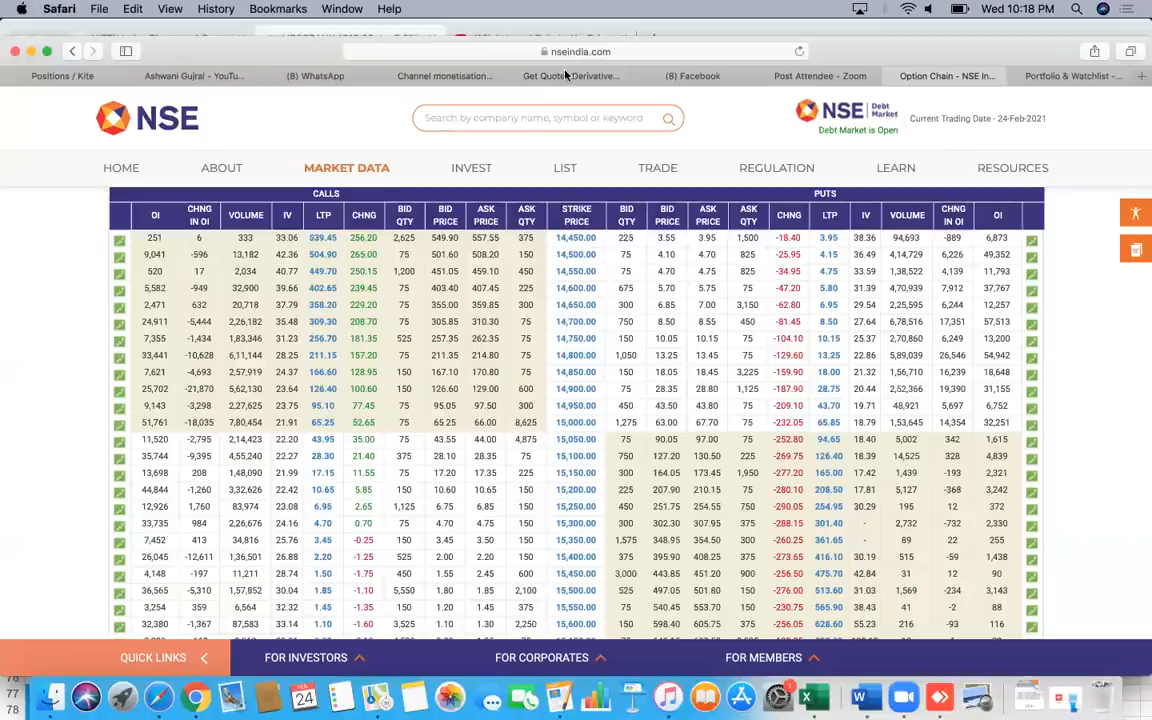 Safari File Edit View History Bookmarks Window Help Wed 10:18 PM
nseindia.com
Positions / Kite Ashwani Gujral - YouTu... (8) WhatsApp Channel monetisation... Get Quote Derivative... (8) Facebook Post Attendee - Zoom Option Chain - NSE In... Portfolio & Watchlist -...
NSE Search by company name, symbol or keyword NSE Debt Market Current Trading Date - 24-Feb-2021
Debt Market is Open
HOME ABOUT MARKET DATA INVEST LIST TRADE REGULATION LEARN RESOURCES
CALLS PUTS
OI CHNG IN OI VOLUME IV LTP CHNG BID QTY BID PRICE ASK PRICE ASK QTY STRIKE PRICE BID QTY BID PRICE ASK PRICE ASK QTY CHNG LTP IV VOLUME CHNG IN OI OI
251 6 333 33.06 539.45 256.20 2,625 549.90 557.55 375 14,450.00 225 3.55 3.95 1,500 -18.40 3.95 38.36 94,693 -889 6,873
9,041 -596 13,182 42.36 504.90 265.00 150 501.60 508.20 150 14,500.00 75 4.10 4.70 825 -25.95 4.15 36.49 4,14,729 6,226 49,352
520 17 2,034 40.77 449.70 250.15 1,200 451.05 459.10 450 14,550.00 75 4.70 4.75 825 -34.95 4.75 33.59 1,38,522 4,139 11,793
5,582 -949 32,900 39.66 402.65 239.45 150 403.40 407.45 225 14,600.00 675 5.70 5.75 75 -47.20 5.80 31.39 4,70,939 7,912 37,767
2,471 632 20,718 37.79 358.20 229.20 75 355.00 359.85 300 14,650.00 300 6.85 7.00 3,150 -62.80 6.95 29.54 2,25,595 6,244 12,257
24,911 -5,444 2,26,182 35.48 309.30 208.70 75 305.85 310.30 75 14,700.00 750 8.50 8.55 450 -81.45 8.50 27.64 6,78,516 17,351 57,513
7,355 -1,434 1,83,346 31.23 256.70 181.35 525 257.35 262.35 75 14,750.00 150 10.05 10.15 75 -104.10 10.15 25.37 2,70,860 6,249 13,200
33,441 -10,628 6,11,144 28.25 211.15 157.20 150 211.35 214.80 75 14,800.00 1,050 13.25 13.45 75 -129.60 13.25 22.86 5,89,039 26,546 54,942
7,621 -4,693 2,57,919 24.37 166.60 128.95 150 167.10 170.80 75 14,850.00 150 18.05 18.45 3,225 -159.90 18.00 21.32 1,56,710 16,239 18,648
25,702 -21,870 5,62,130 23.64 126.40 100.60 150 126.60 129.00 600 14,900.00 75 28.35 28.80 1,125 -187.90 28.75 20.44 2,52,366 19,390 31,155
9,143 -3,298 2,27,625 23.75 95.10 77.45 75 95.05 97.50 300 14,950.00 450 43.50 43.80 75 -209.10 43.70 19.71 48,921 5,697 6,752
51,761 -18,035 7,80,454 21.91 65.25 52.65 75 65.25 66.00 8,625 15,000.00 1,275 63.00 67.70 75 -232.05 65.85 18.79 1,53,645 14,354 32,251
11,520 -2,795 2,14,423 22.20 43.95 35.00 75 43.55 44.00 4,875 15,050.00 75 90.05 97.00 75 -252.80 94.65 18.40 5,002 342 1,615
35,744 -9,395 4,55,240 22.27 28.30 21.40 375 28.10 28.35 75 15,100.00 750 127.20 130.50 225 -269.75 126.40 18.39 14,525 328 4,839
13,698 208 1,48,090 21.99 17.15 11.55 75 17.20 17.35 225 15,150.00 300 164.05 173.45 1,950 -277.20 165.00 17.42 1,439 -193 2,321
44,844 -1,260 3,32,626 22.42 10.65 5.85 150 10.60 10.65 150 15,200.00 225 207.90 210.15 75 -280.10 208.50 17.81 5,127 -368 3,242
12,926 1,760 83,974 23.08 6.95 2.65 1,125 6.75 6.85 150 15,250.00 450 251.75 254.55 750 -290.05 254.95 30.29 195 12 372
33,735 984 2,26,676 24.16 4.70 0.70 75 4.70 4.75 150 15,300.00 300 302.30 307.95 375 -288.15 301.40 - 2,732 -732 2,330
7,452 413 34,816 25.76 3.45 -0.25 150 3.45 3.50 150 15,350.00 1,575 348.95 354.50 300 -260.25 361.65 - 89 22 255
26,045 -12,611 1,36,501 26.88 2.20 -1.25 525 2.00 2.20 150 15,400.00 375 395.90 408.25 375 -273.65 416.10 30.19 515 -59 1,438
4,148 -197 11,211 28.74 1.50 -1.75 450 1.55 2.45 600 15,450.00 3,000 443.85 451.20 900 -256.50 475.70 42.84 31 12 90
36,565 -5,310 1,57,832 30.04 1.85 -1.10 5,550 1.80 1.85 2,100 15,500.00 525 497.05 501.80 150 -276.00 513.60 31.03 1,569 -234 3,143
3,254 359 6,564 32.32 1.45 -1.35 150 1.20 1.45 375 15,550.00 75 540.45 553.70 150 -230.75 565.90 38.43 41 -2 88
32,380 -1,367 87,583 33.14 1.10 -1.60 3,525 1.10 1.30 2,250 15,600.00 150 598.40 605.75 375 -256.05 628.60 55.23 216 -93 116
QUICK LINKS FOR INVESTORS FOR CORPORATES FOR MEMBERS
77
78